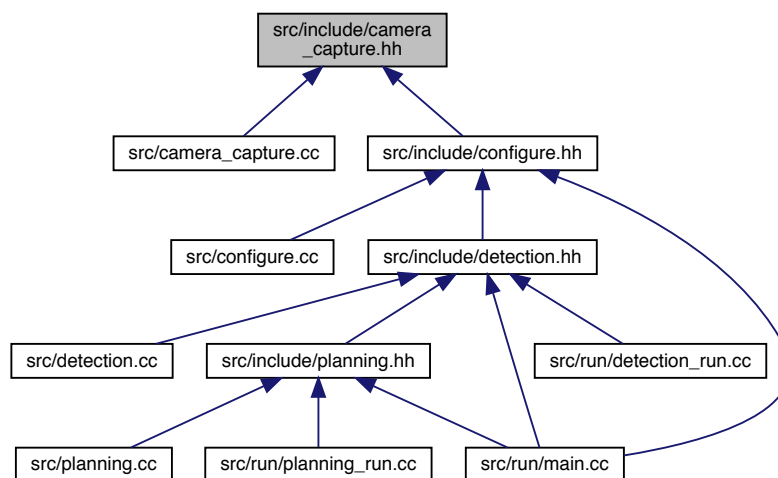 src/include/camera
_capture.hh
src/camera_capture.cc
src/include/configure.hh
src/configure.cc
src/include/detection.hh
src/detection.cc
src/include/planning.hh
src/run/detection_run.cc
src/planning.cc
src/run/planning_run.cc
src/run/main.cc